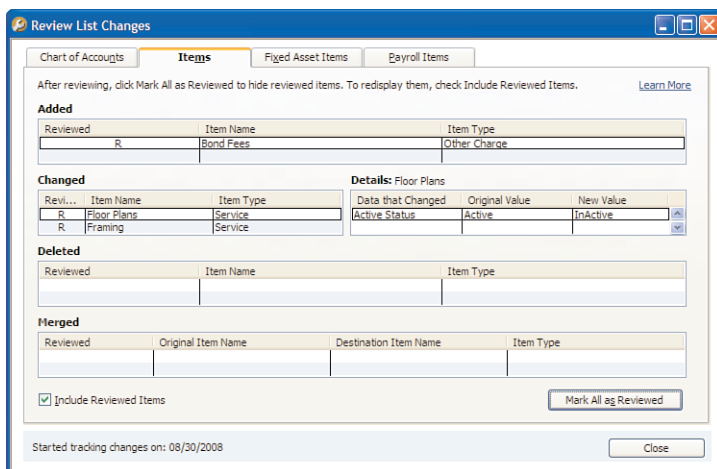 Review List Changes
Chart of Accounts Items Fixed Asset Items Payroll Items
After reviewing, click Mark All as Reviewed to hide reviewed items. To redisplay them, check Include Reviewed Items. Learn More
Added
Reviewed Item Name Item Type
R Bond Fees Other Charge
Changed Details: Floor Plans
Revi... Item Name Item Type Data that Changed Original Value New Value
R Floor Plans Service Active Status Active InActive
R Framing Service
Deleted
Reviewed Item Name Item Type
Merged
Reviewed Original Item Name Destination Item Name Item Type
Include Reviewed Items Mark All as Reviewed
Started tracking changes on: 08/30/2008 Close